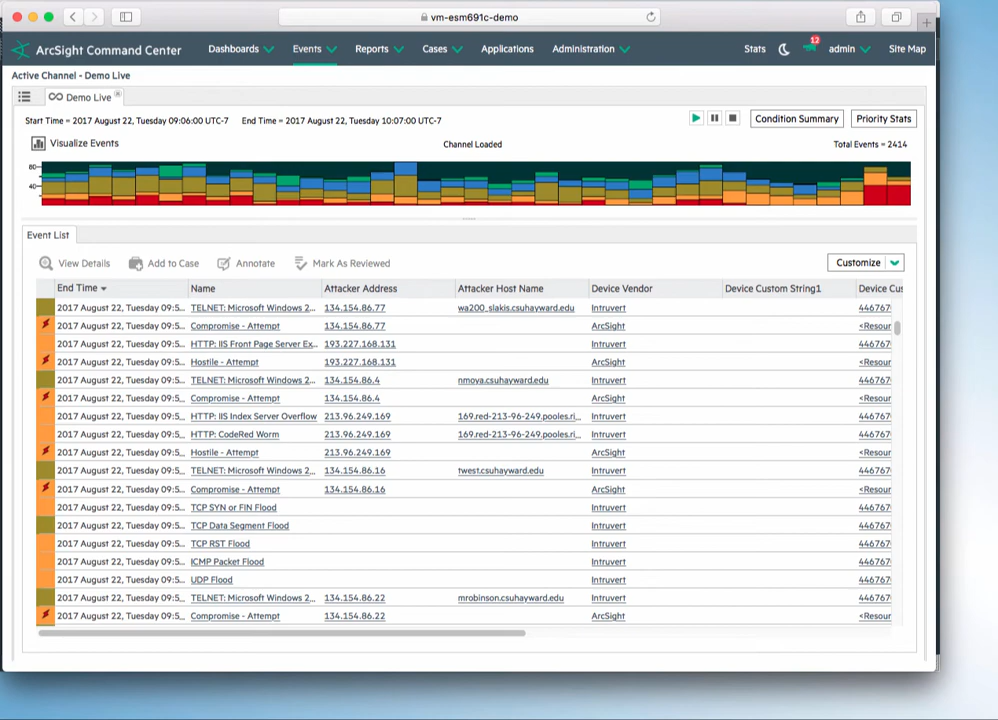 vm-esm691c-demo
ArcSight Command Center Dashboards Events Reports Cases Applications Administration Stats 12 admin Site Map
Active Channel - Demo Live
Demo Live
Start Time = 2017 August 22, Tuesday 09:06:00 UTC-7 End Time = 2017 August 22, Tuesday 10:07:00 UTC-7 Condition Summary Priority Stats
Visualize Events Channel Loaded Total Events = 2414
80
40
Event List
View Details Add to Case Annotate Mark As Reviewed Customize
End Time Name Attacker Address Attacker Host Name Device Vendor Device Custom String1 Device Cus
2017 August 22, Tuesday 09:5... TELNET: Microsoft Windows 2... 134.154.86.77 wa200_slakis.csuhayward.edu Intruvert 446767
2017 August 22, Tuesday 09:5... Compromise - Attempt 134.154.86.77 ArcSight <Resour
2017 August 22, Tuesday 09:5... HTTP: IIS Front Page Server Ex... 193.227.168.131 Intruvert 446767
2017 August 22, Tuesday 09:5... Hostile - Attempt 193.227.168.131 ArcSight <Resour
2017 August 22, Tuesday 09:5... TELNET: Microsoft Windows 2... 134.154.86.4 nmoya.csuhayward.edu Intruvert 446767
2017 August 22, Tuesday 09:5... Compromise - Attempt 134.154.86.4 ArcSight <Resour
2017 August 22, Tuesday 09:5... HTTP: IIS Index Server Overflow 213.96.249.169 169.red-213-96-249.pooles.ri... Intruvert 446767
2017 August 22, Tuesday 09:5... HTTP: CodeRed Worm 213.96.249.169 169.red-213-96-249.pooles.ri... Intruvert 446767
2017 August 22, Tuesday 09:5... Hostile - Attempt 213.96.249.169 ArcSight <Resour
2017 August 22, Tuesday 09:5... TELNET: Microsoft Windows 2... 134.154.86.16 twest.csuhayward.edu Intruvert 446767
2017 August 22, Tuesday 09:5... Compromise - Attempt 134.154.86.16 ArcSight <Resour
2017 August 22, Tuesday 09:5... TCP SYN or FIN Flood Intruvert 446767
2017 August 22, Tuesday 09:5... TCP Data Segment Flood Intruvert 446767
2017 August 22, Tuesday 09:5... TCP RST Flood Intruvert 446767
2017 August 22, Tuesday 09:5... ICMP Packet Flood Intruvert 446767
2017 August 22, Tuesday 09:5... UDP Flood Intruvert 446767
2017 August 22, Tuesday 09:5... TELNET: Microsoft Windows 2... 134.154.86.22 mrobinson.csuhayward.edu Intruvert 446767
2017 August 22, Tuesday 09:5... Compromise - Attempt 134.154.86.22 ArcSight <Resour